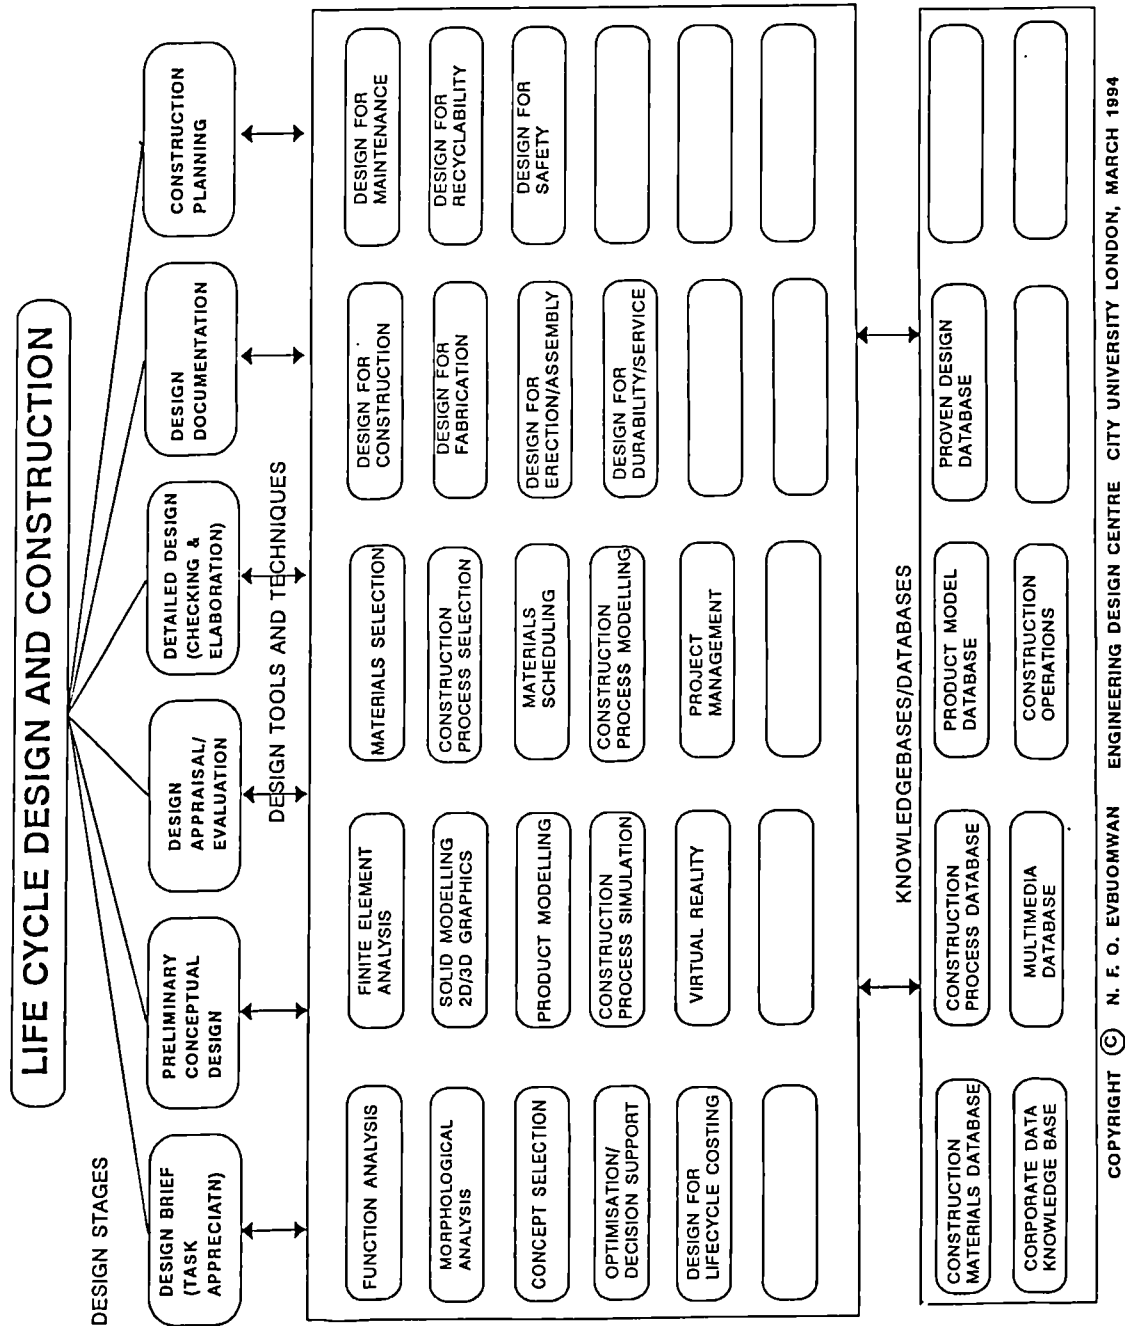 LIFE CYCLE DESIGN AND CONSTRUCTION
DESIGN STAGES
DESIGN BRIEF
(TASK
APPRECIATN)
PRELIMINARY
CONCEPTUAL
DESIGN
DESIGN
APPRAISAL/
EVALUATION
DETAILED DESIGN
(CHECKING &
ELABORATION)
DESIGN
DOCUMENTATION
CONSTRUCTION
PLANNING
DESIGN TOOLS AND TECHNIQUES
FUNCTION ANALYSIS
FINITE ELEMENT
ANALYSIS
MATERIALS SELECTION
DESIGN FOR
CONSTRUCTION
DESIGN FOR
MAINTENANCE
MORPHOLOGICAL
ANALYSIS
SOLID MODELLING
2D/3D GRAPHICS
CONSTRUCTION
PROCESS SELECTION
DESIGN FOR
FABRICATION
DESIGN FOR
RECYCLABILITY
CONCEPT SELECTION
PRODUCT MODELLING
MATERIALS
SCHEDULING
DESIGN FOR
ERECTION/ASSEMBLY
DESIGN FOR
SAFETY
OPTIMISATION/
DECISION SUPPORT
CONSTRUCTION
PROCESS SIMULATION
CONSTRUCTION
PROCESS MODELLING
DESIGN FOR
DURABILITY/SERVICE
DESIGN FOR
LIFECYCLE COSTING
VIRTUAL REALITY
PROJECT
MANAGEMENT
KNOWLEDGEBASES/DATABASES
CONSTRUCTION
MATERIALS DATABASE
CONSTRUCTION
PROCESS DATABASE
PRODUCT MODEL
DATABASE
PROVEN DESIGN
DATABASE
CORPORATE DATA
KNOWLEDGE BASE
MULTIMEDIA
DATABASE
CONSTRUCTION
OPERATIONS
COPYRIGHT © N. F. O. EVBUOMWAN ENGINEERING DESIGN CENTRE CITY UNIVERSITY LONDON, MARCH 1994